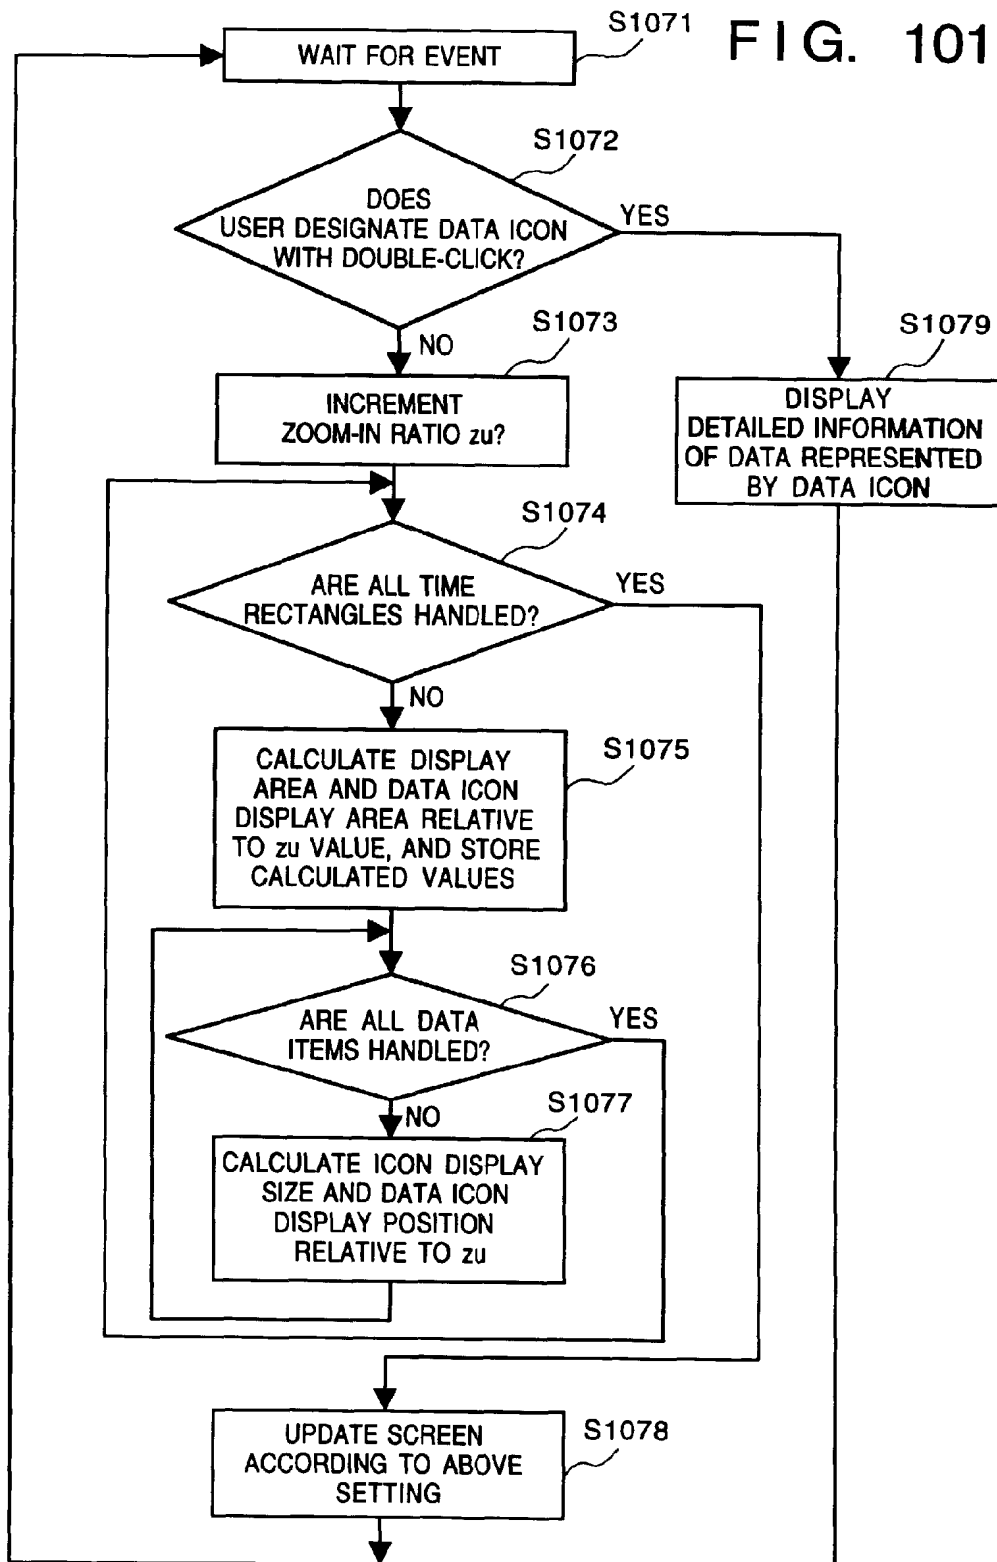 FIG. 101
S1071
WAIT FOR EVENT
S1072
DOES
USER DESIGNATE DATA ICON
WITH DOUBLE-CLICK?
YES
NO
S1073
INCREMENT
ZOOM-IN RATIO zu?
S1079
DISPLAY
DETAILED INFORMATION
OF DATA REPRESENTED
BY DATA ICON
S1074
ARE ALL TIME
RECTANGLES HANDLED?
YES
NO
S1075
CALCULATE DISPLAY
AREA AND DATA ICON
DISPLAY AREA RELATIVE
TO zu VALUE, AND STORE
CALCULATED VALUES
S1076
ARE ALL DATA
ITEMS HANDLED?
YES
NO
S1077
CALCULATE ICON DISPLAY
SIZE AND DATA ICON
DISPLAY POSITION
RELATIVE TO zu
S1078
UPDATE SCREEN
ACCORDING TO ABOVE
SETTING